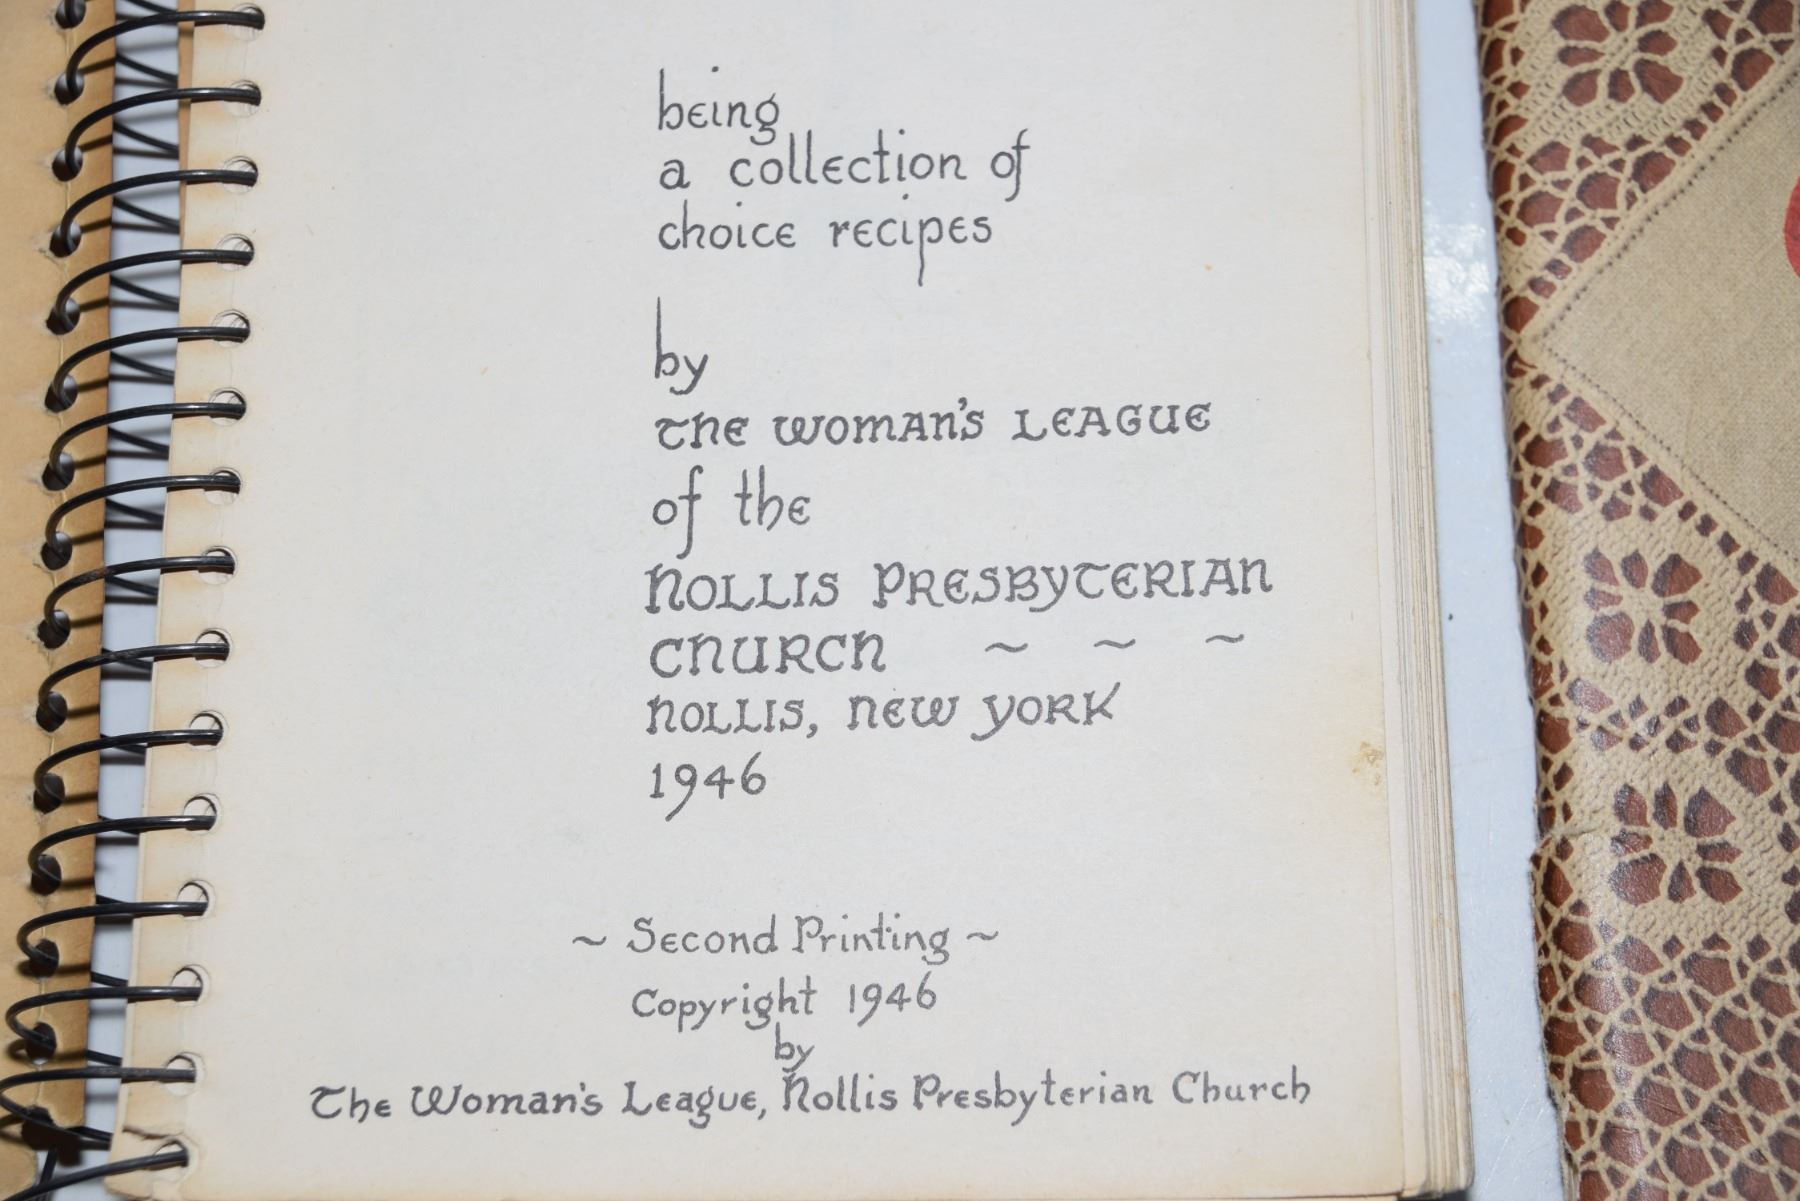 being
a collection of
choice recipes
by
THE WOMAN'S LEAGUE
of the
HOLLIS PRESBYTERIAN
CHURCH ~ ~ ~
HOLLIS, NEW YORK
1946
~ Second Printing ~
Copyright 1946
by
The Woman's League, Hollis Presbyterian Church